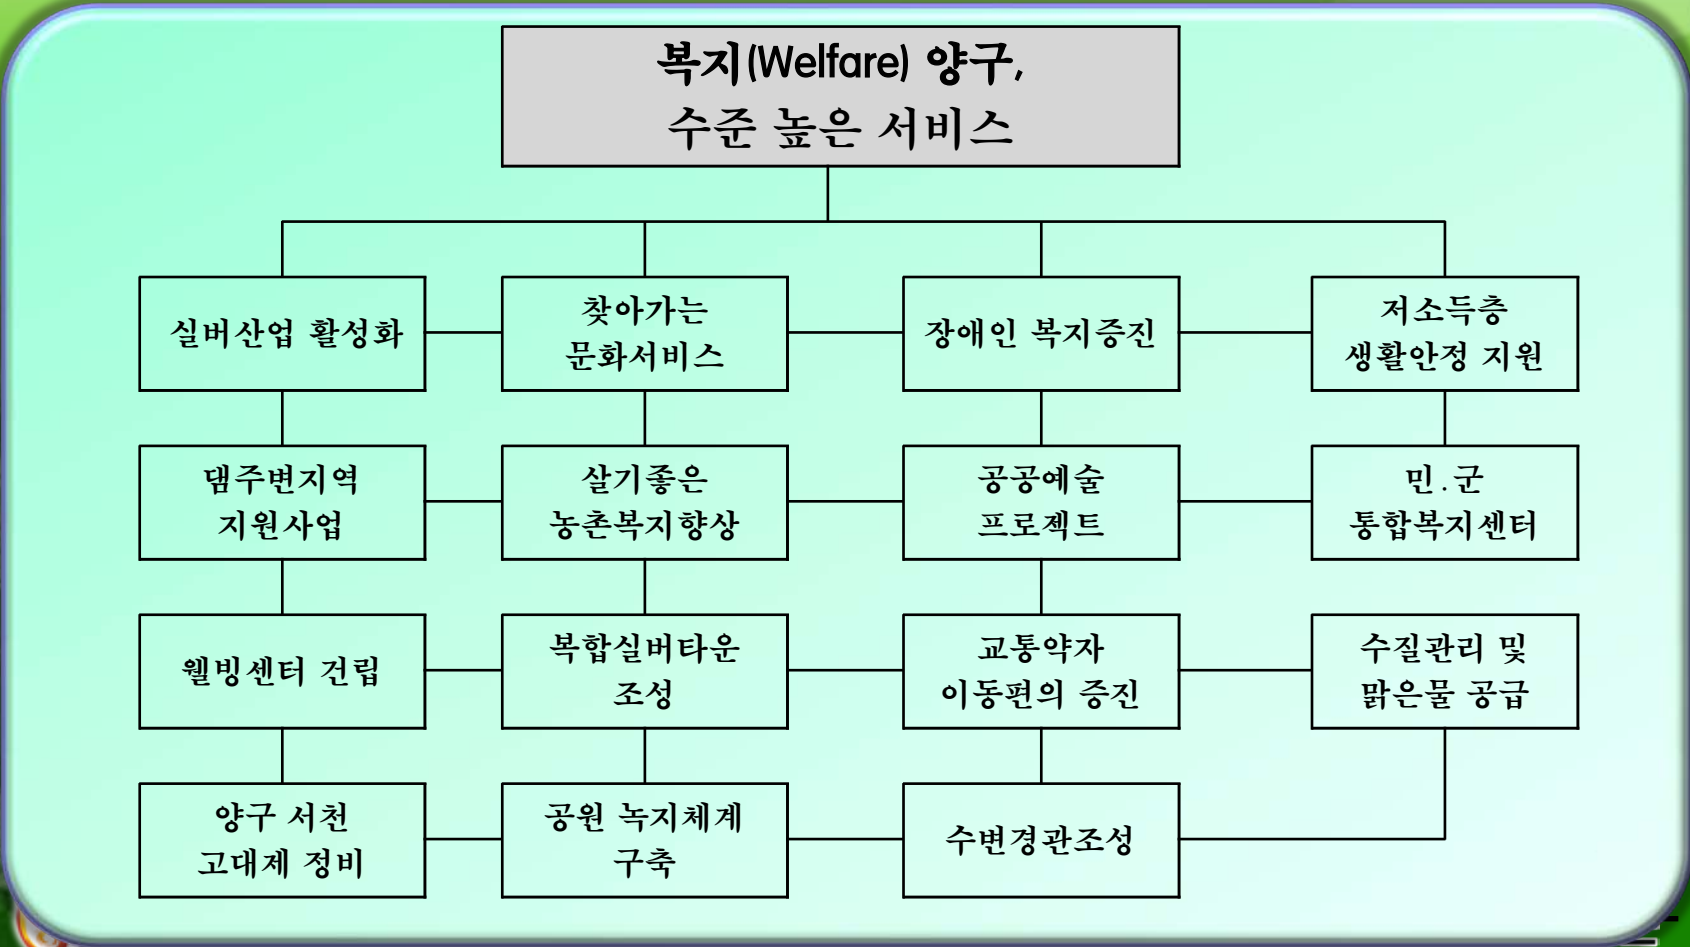 복지(Welfare) 양구,
수준 높은 서비스
실버산업 활성화
찾아가는
문화서비스
장애인 복지증진
저소득층
생활안정 지원
댐주변지역
지원사업
살기좋은
농촌복지향상
공공예술
프로젝트
민.군
통합복지센터
웰빙센터 건립
복합실버타운
조성
교통약자
이동편의 증진
수질관리 및
맑은물 공급
양구 서천
고대제 정비
공원 녹지체계
구축
수변경관조성